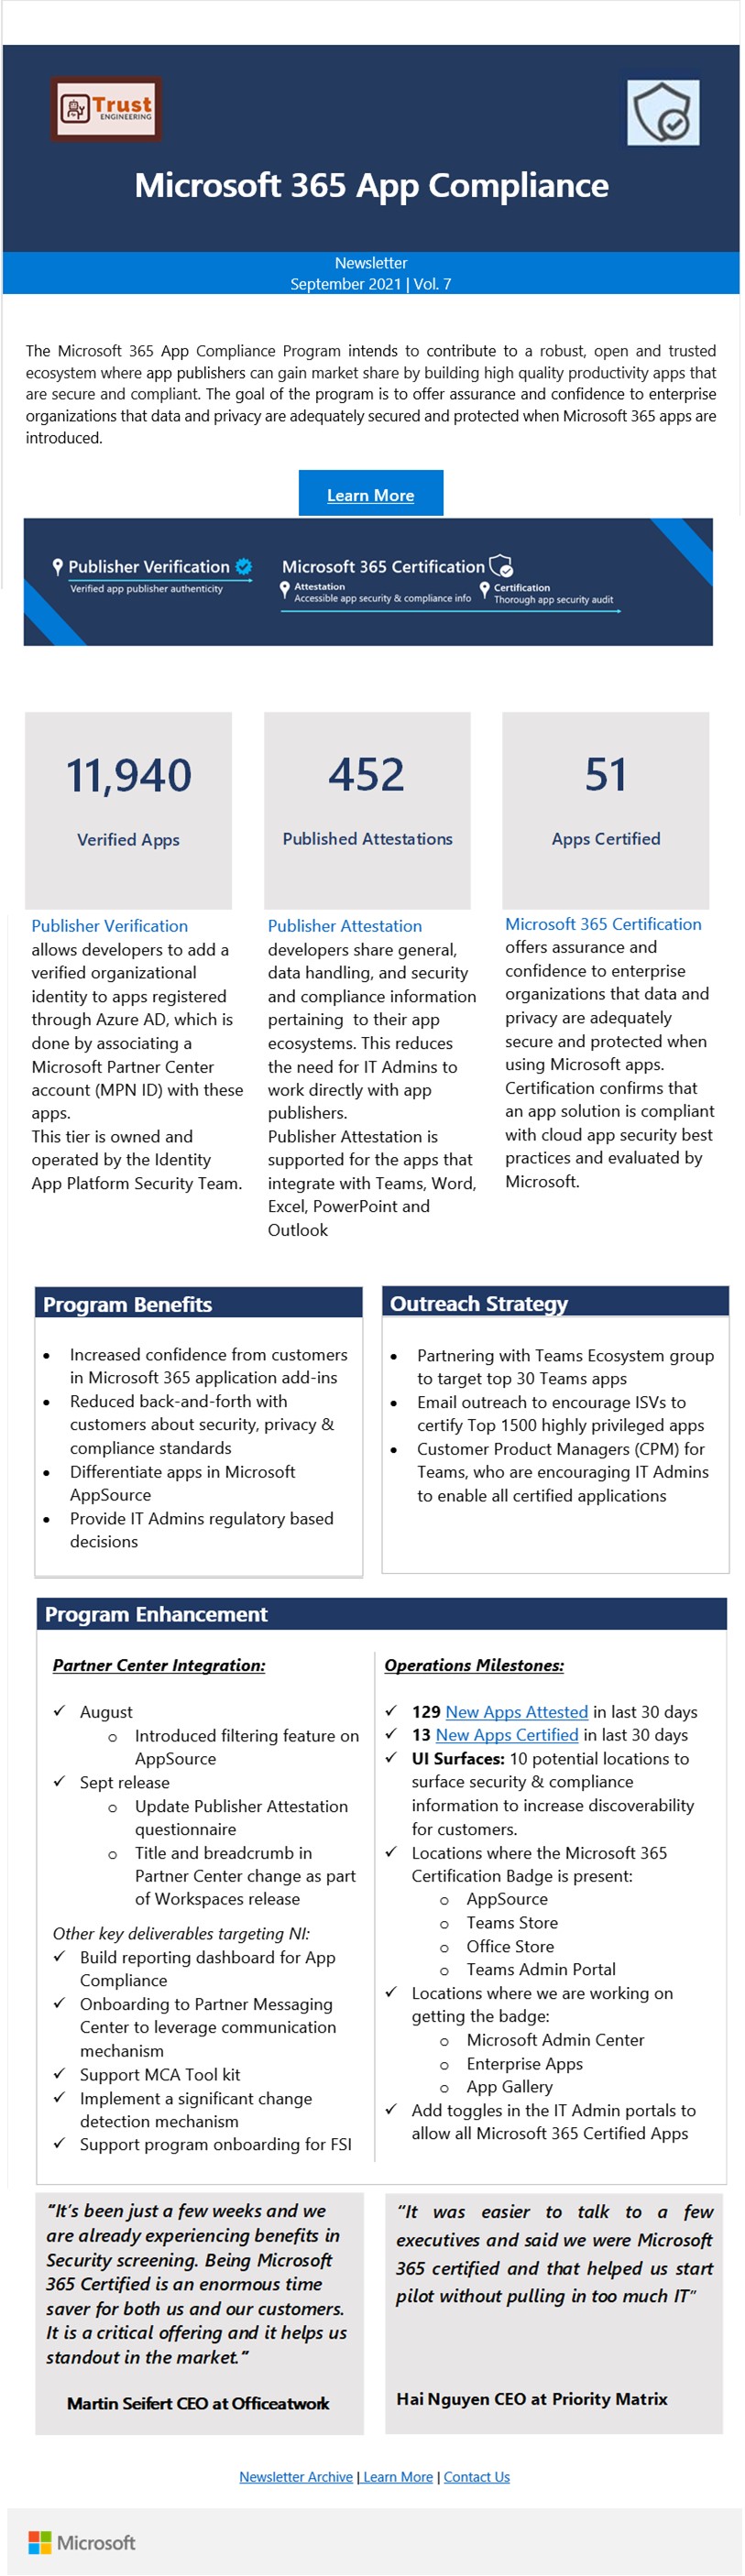 Trust
ENGINEERING
Microsoft 365 App Compliance
Newsletter
September 2021 | Vol. 7
The Microsoft 365 App Compliance Program intends to contribute to a robust, open and trusted
ecosystem where app publishers can gain market share by building high quality productivity apps that
are secure and compliant. The goal of the program is to offer assurance and confidence to enterprise
organizations that data and privacy are adequately secured and protected when Microsoft 365 apps are
introduced.
Learn More
Publisher Verification
Verified app publisher authenticity
Microsoft 365 Certification
Attestation
Accessible app security & compliance info
Certification
Thorough app security audit
11,940
Verified Apps
452
Published Attestations
51
Apps Certified
Publisher Verification
allows developers to add a
verified organizational
identity to apps registered
through Azure AD, which is
done by associating a
Microsoft Partner Center
account (MPN ID) with these
apps.
This tier is owned and
operated by the Identity
App Platform Security Team.
Publisher Attestation
developers share general,
data handling, and security
and compliance information
pertaining  to their app
ecosystems. This reduces
the need for IT Admins to
work directly with app
publishers.
Publisher Attestation is
supported for the apps that
integrate with Teams, Word,
Excel, PowerPoint and
Outlook
Microsoft 365 Certification
offers assurance and
confidence to enterprise
organizations that data and
privacy are adequately
secure and protected when
using Microsoft apps.
Certification confirms that
an app solution is compliant
with cloud app security best
practices and evaluated by
Microsoft.
Program Benefits
• Increased confidence from customers
in Microsoft 365 application add-ins
• Reduced back-and-forth with
customers about security, privacy &
compliance standards
• Differentiate apps in Microsoft
AppSource
• Provide IT Admins regulatory based
decisions
Outreach Strategy
• Partnering with Teams Ecosystem group
to target top 30 Teams apps
• Email outreach to encourage ISVs to
certify Top 1500 highly privileged apps
• Customer Product Managers (CPM) for
Teams, who are encouraging IT Admins
to enable all certified applications
Program Enhancement
Partner Center Integration:
✓ August
o Introduced filtering feature on
AppSource
✓ Sept release
o Update Publisher Attestation
questionnaire
o Title and breadcrumb in
Partner Center change as part
of Workspaces release
Other key deliverables targeting NI:
✓ Build reporting dashboard for App
Compliance
✓ Onboarding to Partner Messaging
Center to leverage communication
mechanism
✓ Support MCA Tool kit
✓ Implement a significant change
detection mechanism
✓ Support program onboarding for FSI
Operations Milestones:
✓ 129 New Apps Attested in last 30 days
✓ 13 New Apps Certified in last 30 days
✓ UI Surfaces: 10 potential locations to
surface security & compliance
information to increase discoverability
for customers.
✓ Locations where the Microsoft 365
Certification Badge is present:
o AppSource
o Teams Store
o Office Store
o Teams Admin Portal
✓ Locations where we are working on
getting the badge:
o Microsoft Admin Center
o Enterprise Apps
o App Gallery
✓ Add toggles in the IT Admin portals to
allow all Microsoft 365 Certified Apps
“It’s been just a few weeks and we
are already experiencing benefits in
Security screening. Being Microsoft
365 Certified is an enormous time
saver for both us and our customers.
It is a critical offering and it helps us
standout in the market.”
Martin Seifert CEO at Officeatwork
“It was easier to talk to a few
executives and said we were Microsoft
365 certified and that helped us start
pilot without pulling in too much IT”
Hai Nguyen CEO at Priority Matrix
Newsletter Archive | Learn More | Contact Us
Microsoft